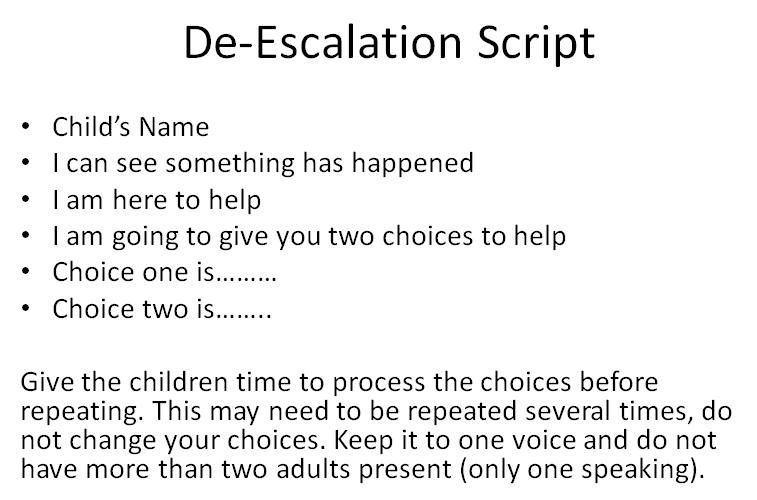 De-Escalation Script
• Child’s Name
• I can see something has happened
• I am here to help
• I am going to give you two choices to help
• Choice one is………
• Choice two is……..
Give the children time to process the choices before
repeating. This may need to be repeated several times, do
not change your choices. Keep it to one voice and do not
have more than two adults present (only one speaking).